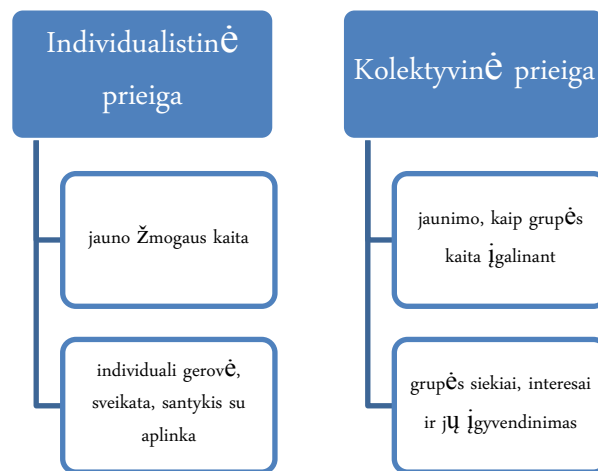 Individualistinė
prieiga
jauno žmogaus kaita
individuali gerovė,
sveikata, santykis su
aplinka
Kolektyvinė prieiga
jaunimo, kaip grupės
kaita įgalinant
grupės siekiai, interesai
ir jų įgyvendinimas